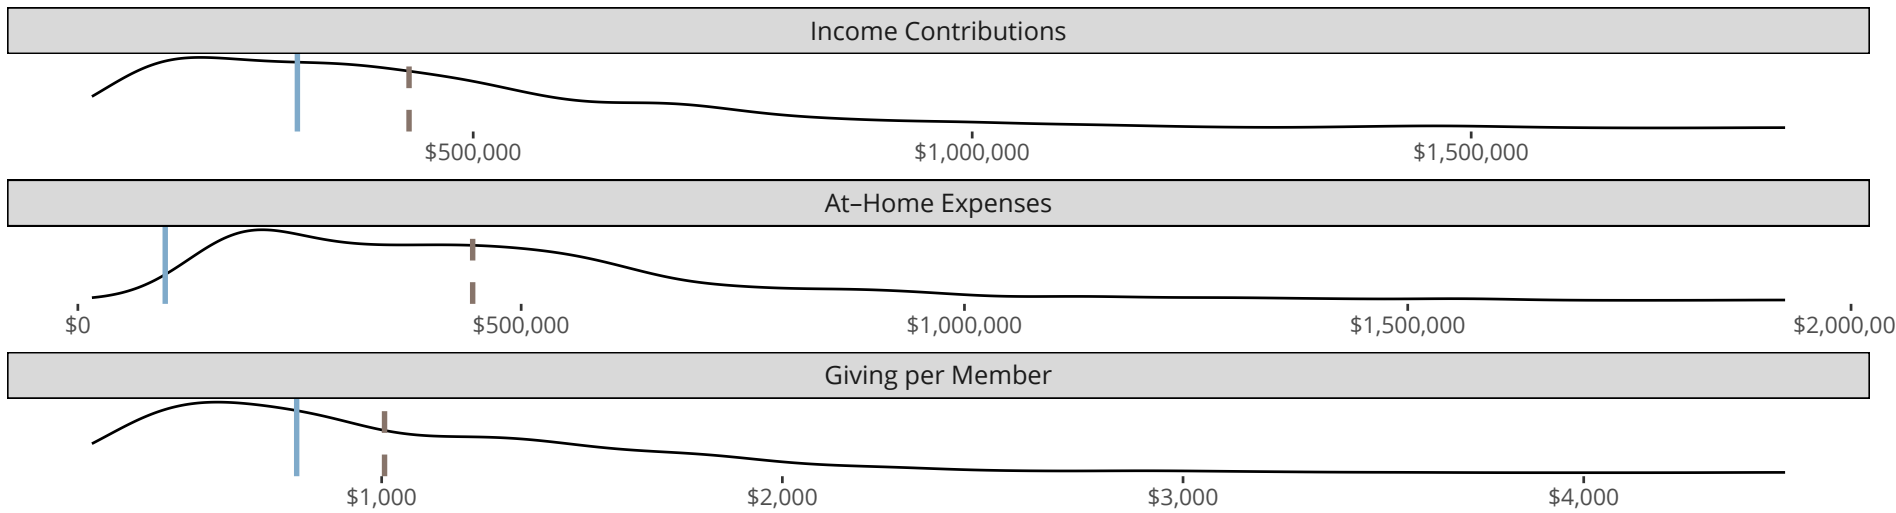 Income Contributions
$500,000 $1,000,000 $1,500,000
At–Home Expenses
$0 $500,000 $1,000,000 $1,500,000 $2,000,00
Giving per Member
$1,000 $2,000 $3,000 $4,000